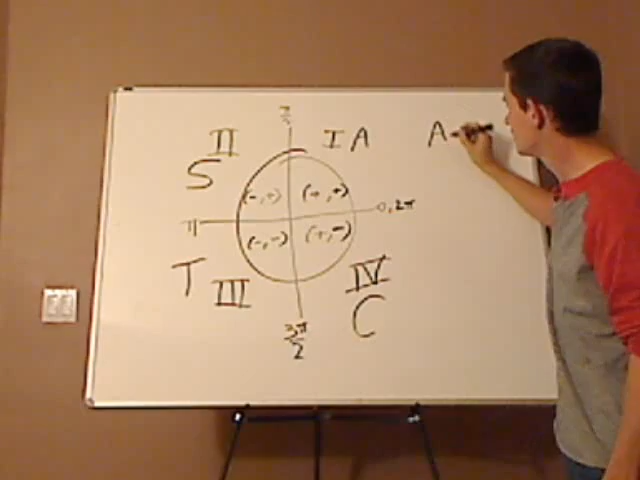 π/2
II I A A
S
(-,+) (+,+)
π 0,2π
(-,-) (+,-)
T III IV
C
3π/2